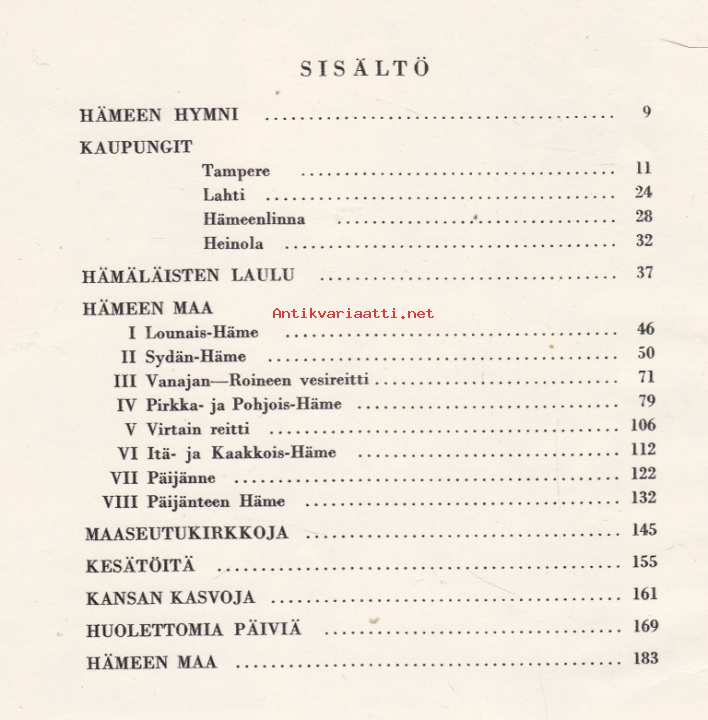 SISÄLTÖ
HÄMEEN HYMNI ........................................ 9
KAUPUNGIT
Tampere .................................... 11
Lahti ........................................ 24
Hämeenlinna ................................ 28
Heinola ...................................... 32
HÄMÄLÄISTEN LAULU .................................. 37
HÄMEEN MAA
Antikvariaatti.net
I Lounais-Häme ...................................... 46
II Sydän-Häme ........................................ 50
III Vanajan—Roineen vesireitti ............................ 71
IV Pirkka- ja Pohjois-Häme .............................. 79
V Virtain reitti ........................................ 106
VI Itä- ja Kaakkois-Häme .............................. 112
VII Päijänne ............................................ 122
VIII Päijänteen Häme .................................... 132
MAASEUTUKIRKKOJA .................................... 145
KESÄTÖITÄ .............................................. 155
KANSAN KASVOJA ........................................ 161
HUOLETTOMIA PÄIVIÄ .................................. 169
HÄMEEN MAA ............................................ 183